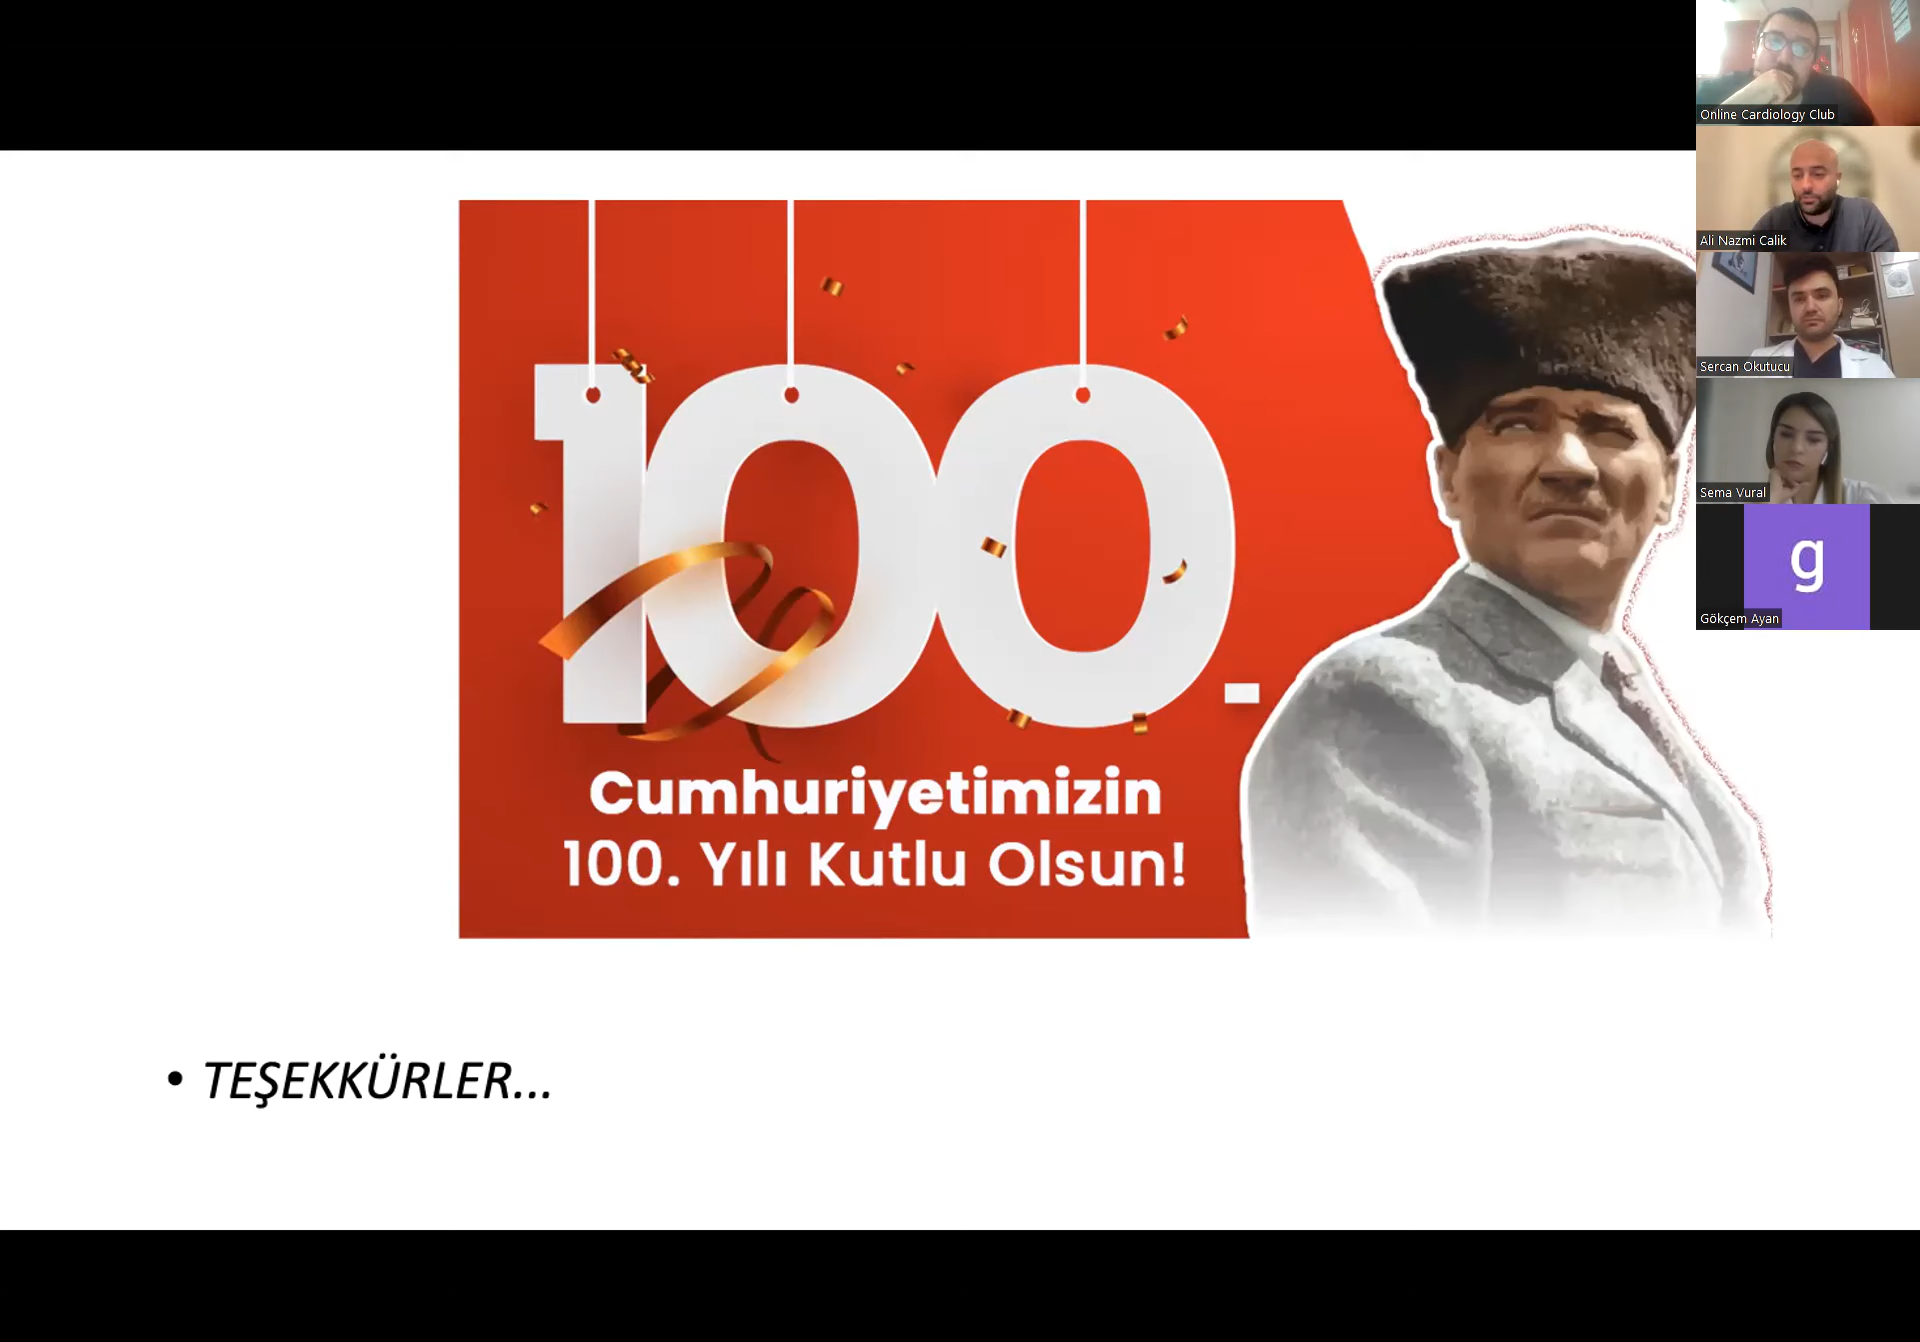 100.
Cumhuriyetimizin
100. Yılı Kutlu Olsun!
• TEŞEKKÜRLER...
Online Cardiology Club
Ali Nazmi Calik
Sercan Okutucu
Sema Vural
g
Gökçem Ayan